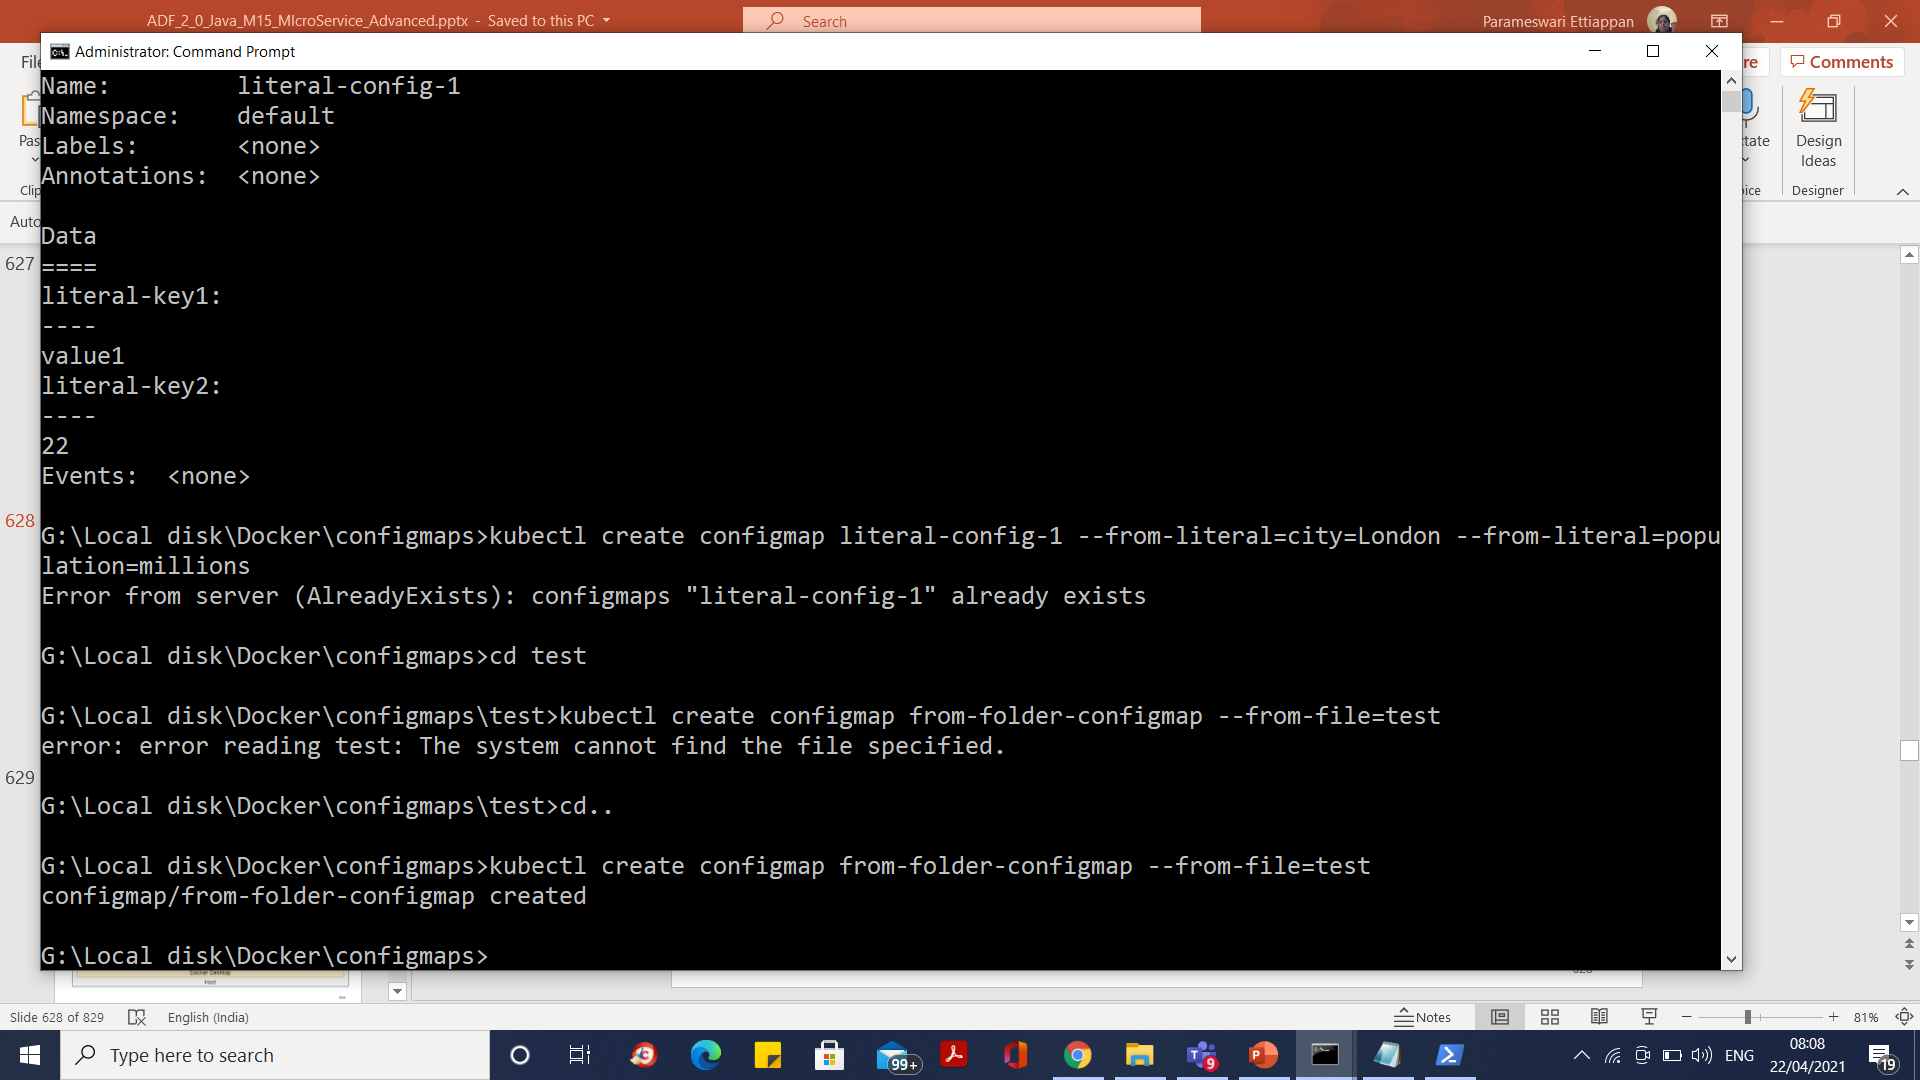 ADF_2_0_Java_M15_MIcroService_Advanced.pptx - Saved to this PC
Search
Parameswari Ettiappan
Administrator: Command Prompt
Comments
Design
Ideas
Designer
627
628
629
Name: literal-config-1
Namespace: default
Labels: <none>
Annotations: <none>
Data
====
literal-key1:
----
value1
literal-key2:
----
22
Events: <none>
G:\Local disk\Docker\configmaps>kubectl create configmap literal-config-1 --from-literal=city=London --from-literal=popu
lation=millions
Error from server (AlreadyExists): configmaps "literal-config-1" already exists
G:\Local disk\Docker\configmaps>cd test
G:\Local disk\Docker\configmaps\test>kubectl create configmap from-folder-configmap --from-file=test
error: error reading test: The system cannot find the file specified.
G:\Local disk\Docker\configmaps\test>cd..
G:\Local disk\Docker\configmaps>kubectl create configmap from-folder-configmap --from-file=test
configmap/from-folder-configmap created
G:\Local disk\Docker\configmaps>
Docker Desktop
Host
Slide 628 of 829
English (India)
Notes
81%
Type here to search
99+
9
ENG
08:08
22/04/2021
19